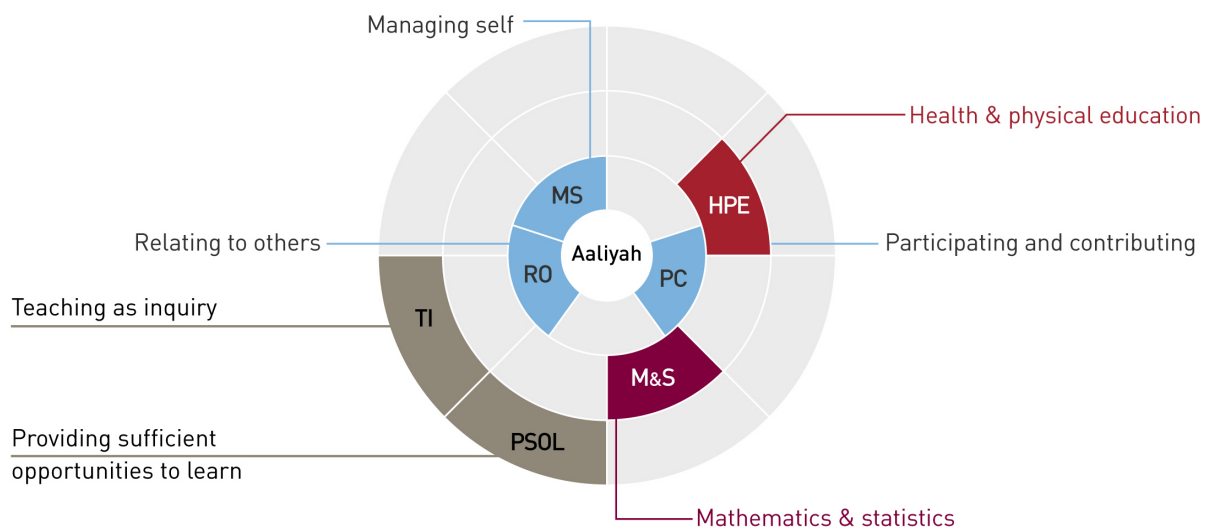 Managing self
Health & physical education
MS
HPE
Relating to others
Aaliyah
Participating and contributing
RO
PC
Teaching as inquiry
TI
M&S
Providing sufficient
opportunities to learn
PSOL
Mathematics & statistics